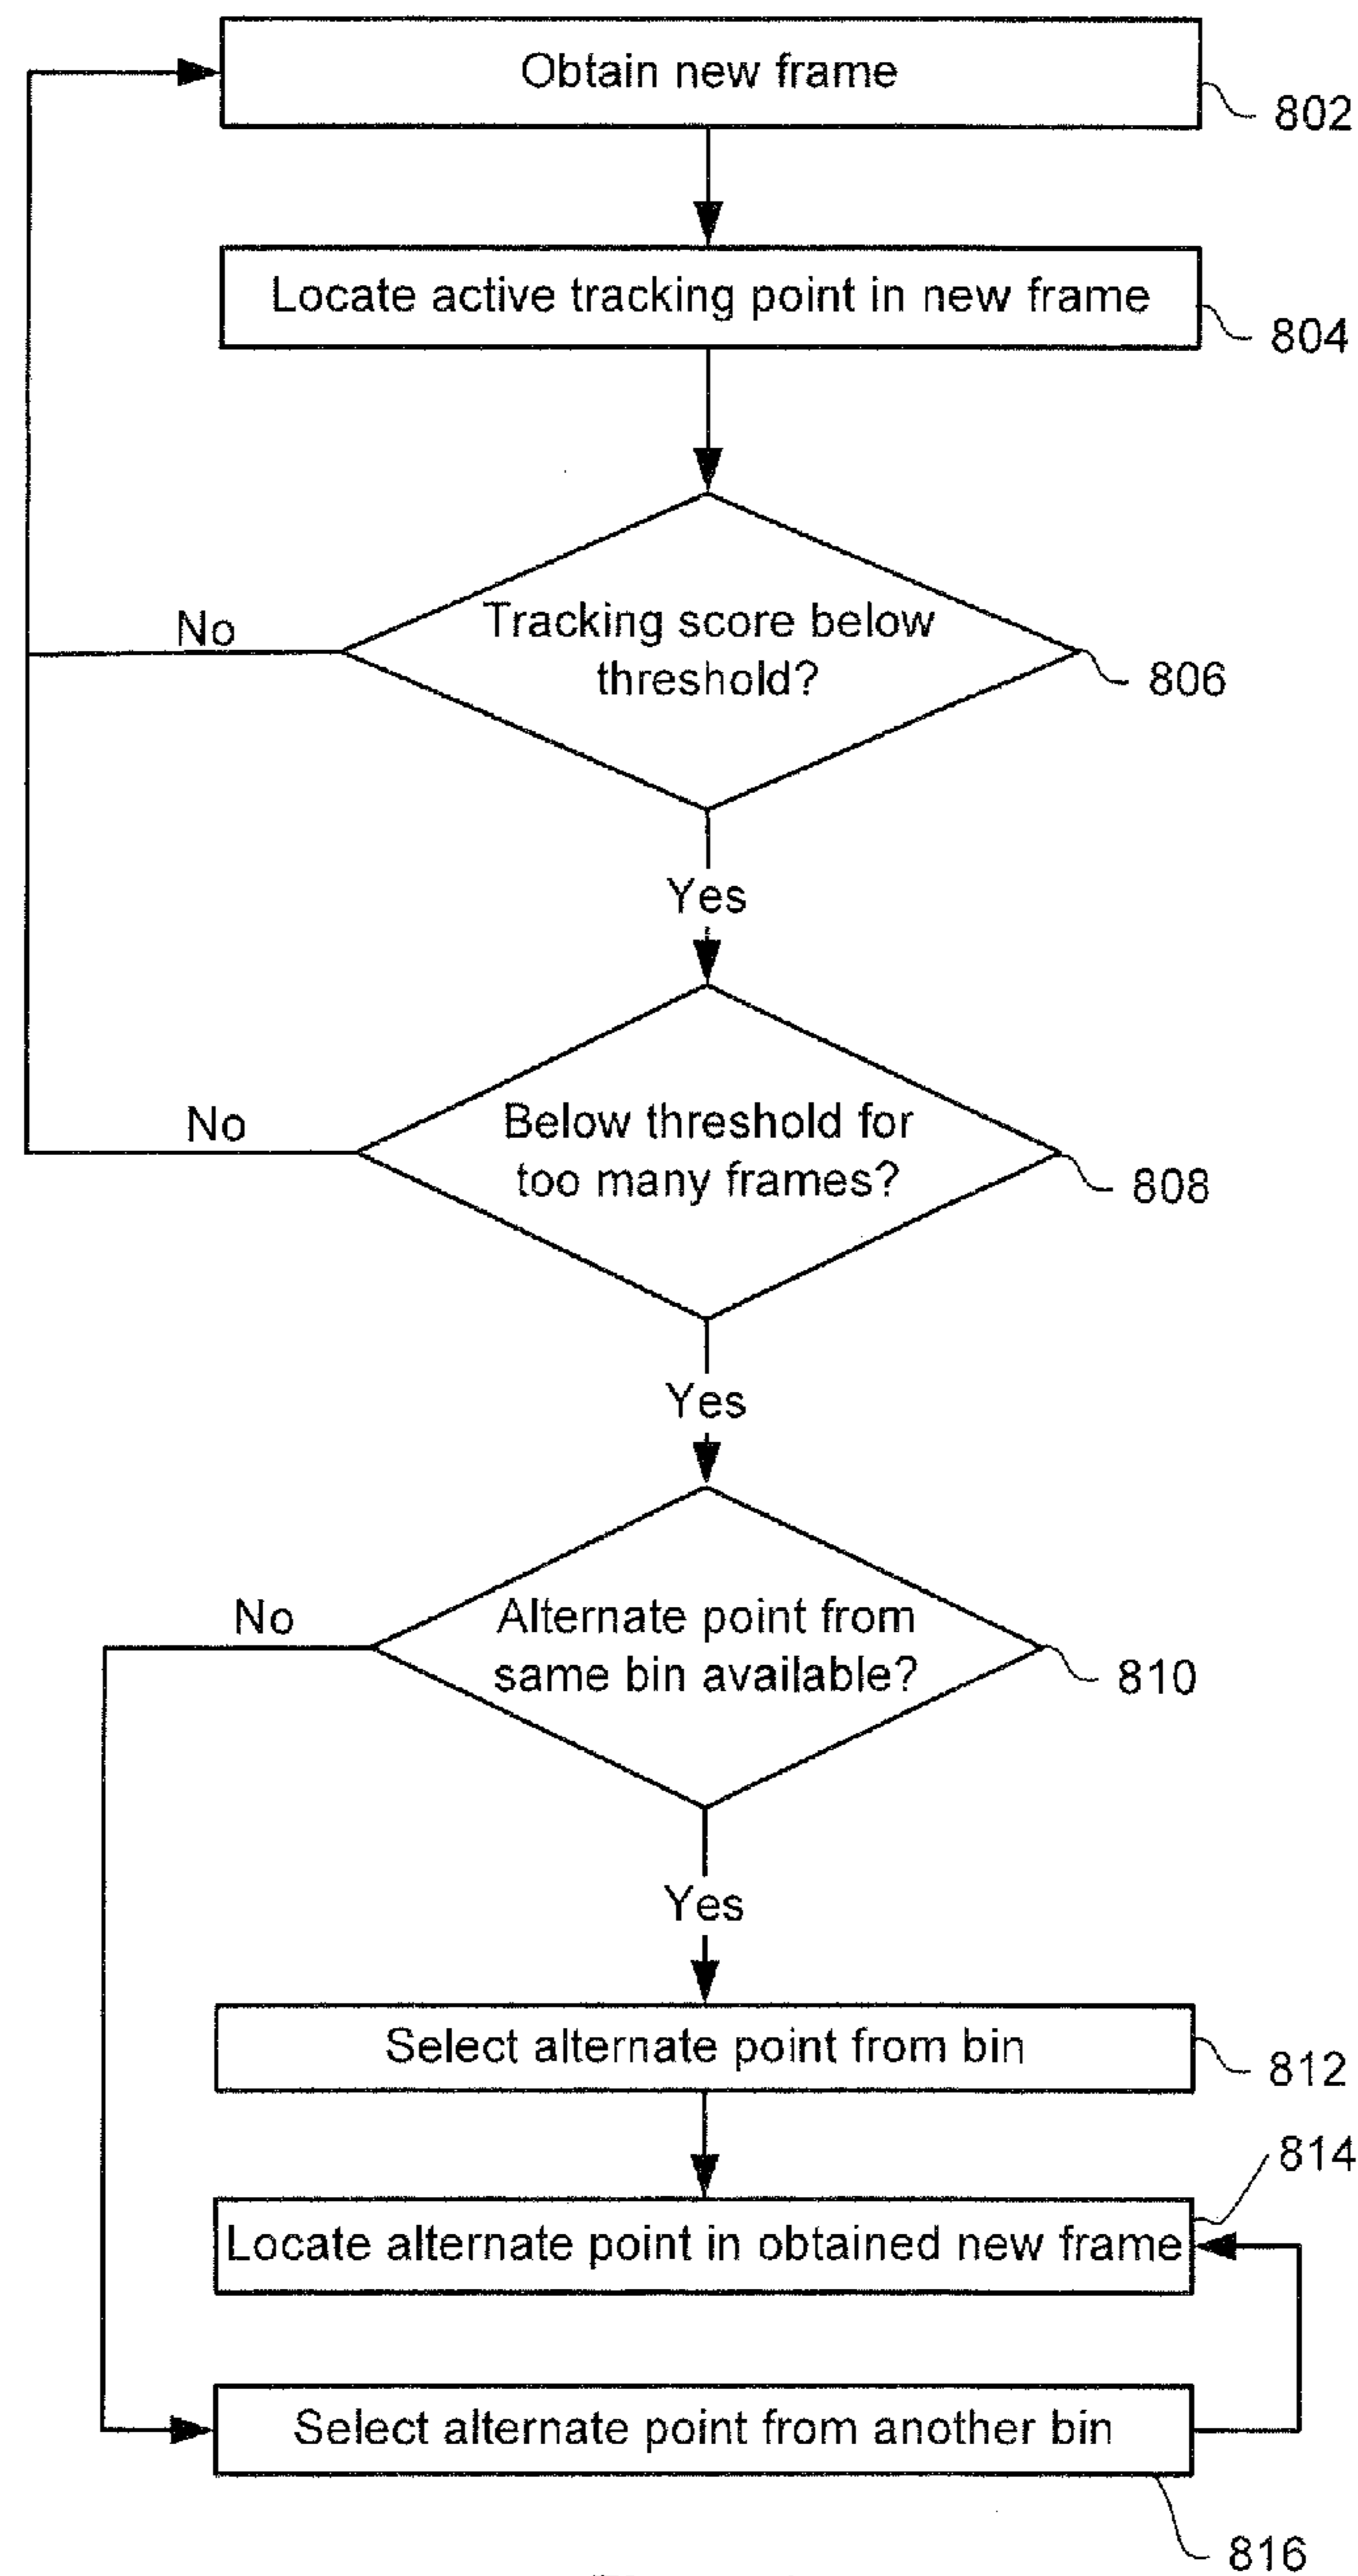 Obtain new frame
802
Locate active tracking point in new frame
804
Tracking score below
threshold?
806
No
Yes
Below threshold for
too many frames?
808
No
Yes
Alternate point from
same bin available?
810
No
Yes
Select alternate point from bin
812
814
Locate alternate point in obtained new frame
Select alternate point from another bin
816